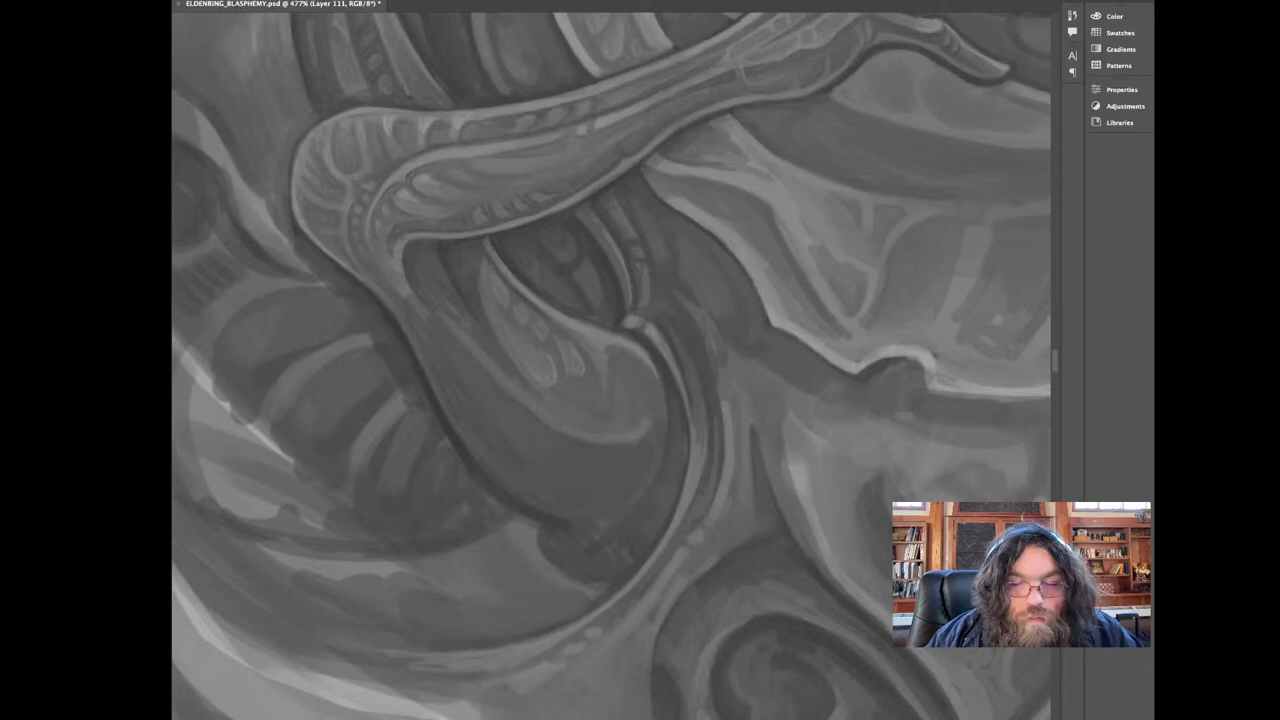 × ELDENRING_BLASPHEMY.psd @ 477% (Layer 111, RGB/8*) *
Color
Swatches
Gradients
Patterns
Properties
Adjustments
Libraries